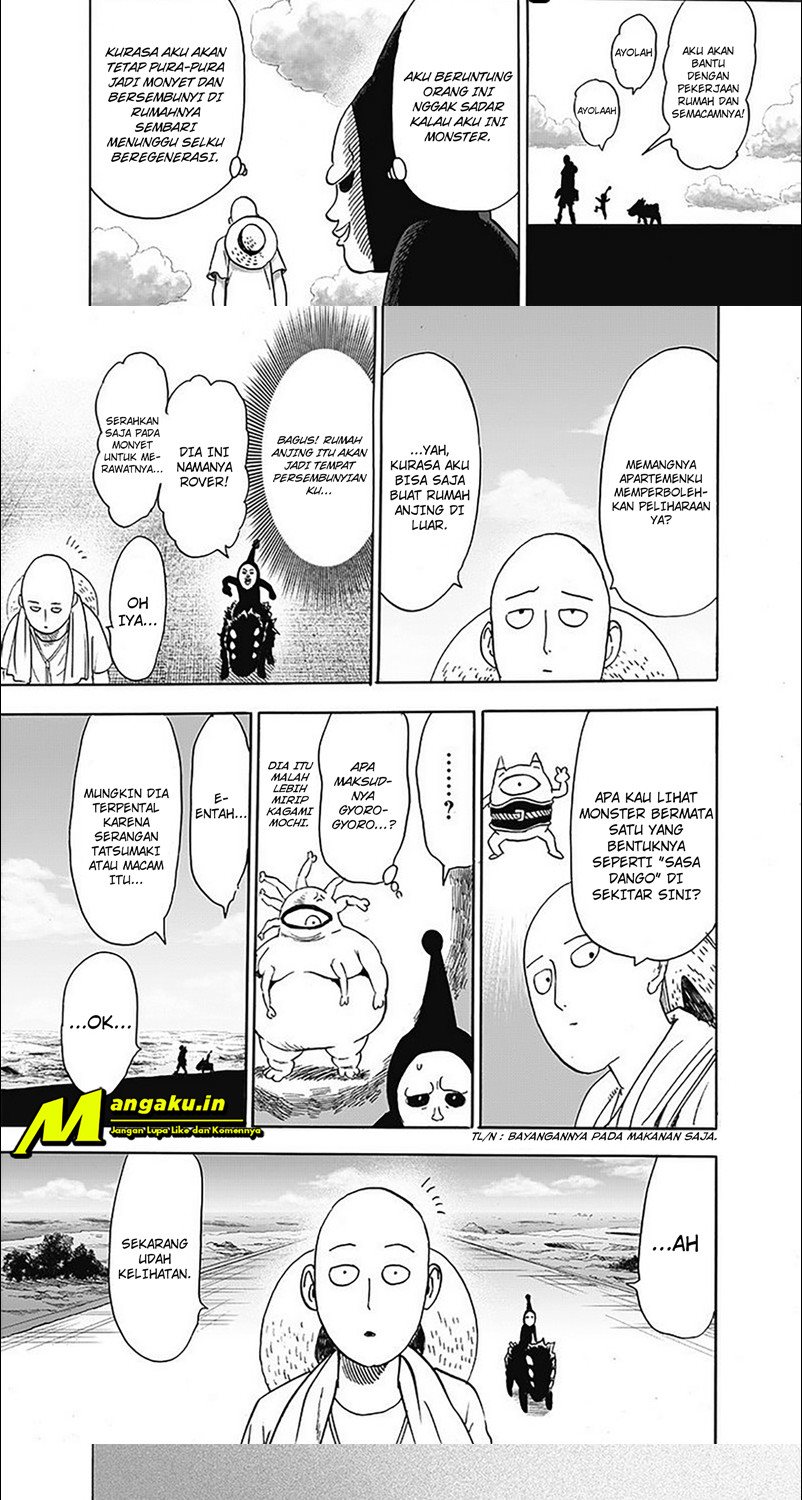 AKU AKAN
BANTU
DENGAN
PEKERJAAN
RUMAH DAN
SEMACAMNYA!
AYOLAH
AYOLAAH
AKU BERUNTUNG
ORANG INI
NGGAK SADAR
KALAU AKU INI
MONSTER.
KURASA AKU AKAN
TETAP PURA-PURA
JADI MONYET DAN
BERSEMBUNYI DI
RUMAHNYA
SEMBARI
MENUNGGU SELKU
BEREGENERASI.
MEMANGNYA
APARTEMENKU
MEMPERBOLEH-
KAN PELIHARAAN
YA?
...YAH,
KURASA AKU
BISA SAJA
BUAT RUMAH
ANJING DI
LUAR.
BAGUS! RUMAH
ANJING ITU AKAN
JADI TEMPAT
PERSEMBUNYIAN
KU...
DIA INI
NAMANYA
ROVER!
SERAHKAN
SAJA PADA
MONYET
UNTUK ME-
RAWATNYA...
OH
IYA...
APA KAU LIHAT
MONSTER BERMATA
SATU YANG
BENTUKNYA
SEPERTI "SASA
DANGO" DI
SEKITAR SINI?
......?
APA
MAKSUD-
NYA
GYORO-
GYORO...?
DIA ITU
MALAH
LEBIH
MIRIP
KAGAMI
MOCHI.
E-
ENTAH...
MUNGKIN DIA
TERPENTAL
KARENA
SERANGAN
TATSUMAKI
ATAU MACAM
ITU...
...OK...
Mangaku.in
Jangan Lupa Like dan Komennya
TL/N : BAYANGANNYA PADA MAKANAN SAJA.
...AH
SEKARANG
UDAH
KELIHATAN.